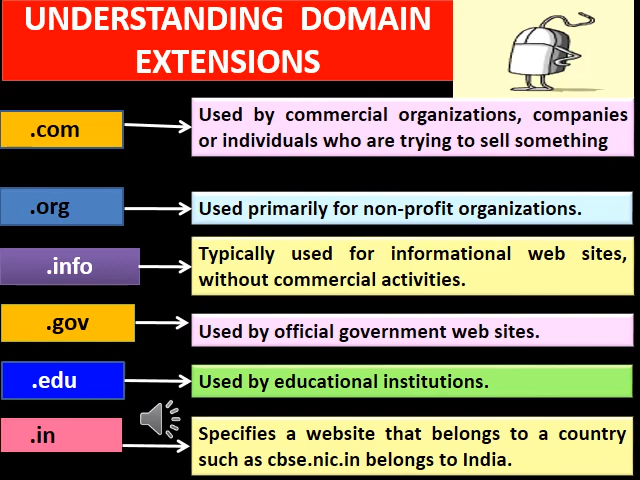 UNDERSTANDING DOMAIN
EXTENSIONS
.com
Used by commercial organizations, companies
or individuals who are trying to sell something
.org
Used primarily for non-profit organizations.
.info
Typically used for informational web sites,
without commercial activities.
.gov
Used by official government web sites.
.edu
Used by educational institutions.
.in
Specifies a website that belongs to a country
such as cbse.nic.in belongs to India.